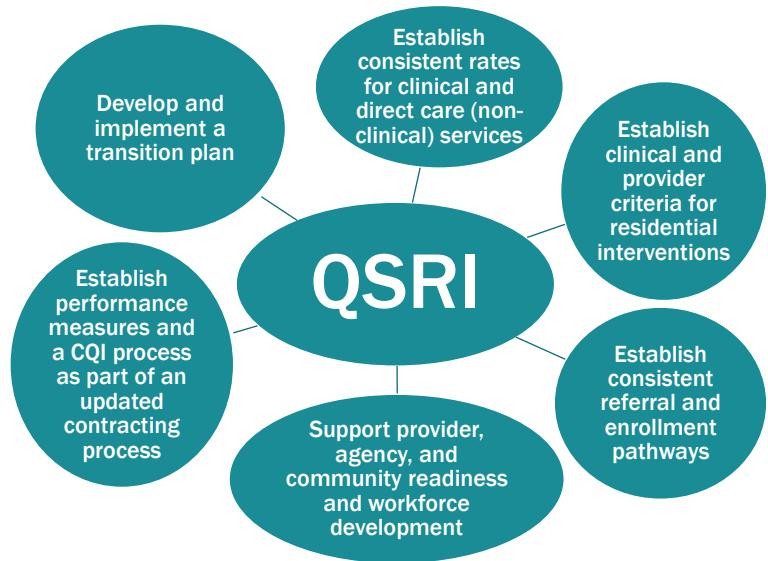 Establish
consistent rates
for clinical and
direct care (non-
clinical) services
Develop and
implement a
transition plan
Establish
clinical and
provider
criteria for
residential
interventions
QSRI
Establish
performance
measures and
a CQI process
as part of an
updated
contracting
process
Establish
consistent
referral and
enrollment
pathways
Support provider,
agency, and
community readiness
and workforce
development